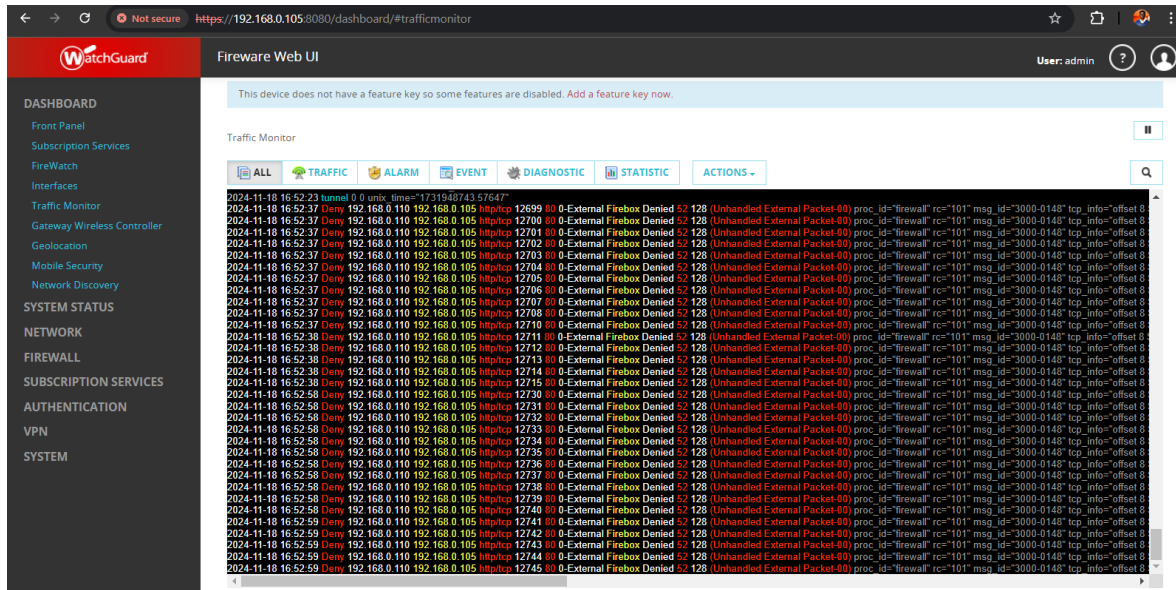 Not secure https://192.168.0.105:8080/dashboard/#trafficmonitor
WatchGuard
Fireware Web UI
User: admin
?
This device does not have a feature key so some features are disabled. Add a feature key now.
DASHBOARD
Front Panel
Subscription Services
FireWatch
Interfaces
Traffic Monitor
Gateway Wireless Controller
Geolocation
Mobile Security
Network Discovery
SYSTEM STATUS
NETWORK
FIREWALL
SUBSCRIPTION SERVICES
AUTHENTICATION
VPN
SYSTEM
Traffic Monitor
ALL TRAFFIC ALARM EVENT DIAGNOSTIC STATISTIC ACTIONS
2024-11-18 16:52:23 tunnel 0 0 unix_time="1731948743.57647"
2024-11-18 16:52:37 Deny 192.168.0.110 192.168.0.105 http/tcp 12699 80 0-External Firebox Denied 52 128 (Unhandled External Packet-00) proc_id="firewall" rc="101" msg_id="3000-0148" tcp_info="offset 8
2024-11-18 16:52:37 Deny 192.168.0.110 192.168.0.105 http/tcp 12700 80 0-External Firebox Denied 52 128 (Unhandled External Packet-00) proc_id="firewall" rc="101" msg_id="3000-0148" tcp_info="offset 8
2024-11-18 16:52:37 Deny 192.168.0.110 192.168.0.105 http/tcp 12701 80 0-External Firebox Denied 52 128 (Unhandled External Packet-00) proc_id="firewall" rc="101" msg_id="3000-0148" tcp_info="offset 8
2024-11-18 16:52:37 Deny 192.168.0.110 192.168.0.105 http/tcp 12702 80 0-External Firebox Denied 52 128 (Unhandled External Packet-00) proc_id="firewall" rc="101" msg_id="3000-0148" tcp_info="offset 8
2024-11-18 16:52:37 Deny 192.168.0.110 192.168.0.105 http/tcp 12703 80 0-External Firebox Denied 52 128 (Unhandled External Packet-00) proc_id="firewall" rc="101" msg_id="3000-0148" tcp_info="offset 8
2024-11-18 16:52:37 Deny 192.168.0.110 192.168.0.105 http/tcp 12704 80 0-External Firebox Denied 52 128 (Unhandled External Packet-00) proc_id="firewall" rc="101" msg_id="3000-0148" tcp_info="offset 8
2024-11-18 16:52:37 Deny 192.168.0.110 192.168.0.105 http/tcp 12705 80 0-External Firebox Denied 52 128 (Unhandled External Packet-00) proc_id="firewall" rc="101" msg_id="3000-0148" tcp_info="offset 8
2024-11-18 16:52:37 Deny 192.168.0.110 192.168.0.105 http/tcp 12706 80 0-External Firebox Denied 52 128 (Unhandled External Packet-00) proc_id="firewall" rc="101" msg_id="3000-0148" tcp_info="offset 8
2024-11-18 16:52:37 Deny 192.168.0.110 192.168.0.105 http/tcp 12707 80 0-External Firebox Denied 52 128 (Unhandled External Packet-00) proc_id="firewall" rc="101" msg_id="3000-0148" tcp_info="offset 8
2024-11-18 16:52:37 Deny 192.168.0.110 192.168.0.105 http/tcp 12708 80 0-External Firebox Denied 52 128 (Unhandled External Packet-00) proc_id="firewall" rc="101" msg_id="3000-0148" tcp_info="offset 8
2024-11-18 16:52:37 Deny 192.168.0.110 192.168.0.105 http/tcp 12710 80 0-External Firebox Denied 52 128 (Unhandled External Packet-00) proc_id="firewall" rc="101" msg_id="3000-0148" tcp_info="offset 8
2024-11-18 16:52:38 Deny 192.168.0.110 192.168.0.105 http/tcp 12711 80 0-External Firebox Denied 52 128 (Unhandled External Packet-00) proc_id="firewall" rc="101" msg_id="3000-0148" tcp_info="offset 8
2024-11-18 16:52:38 Deny 192.168.0.110 192.168.0.105 http/tcp 12712 80 0-External Firebox Denied 52 128 (Unhandled External Packet-00) proc_id="firewall" rc="101" msg_id="3000-0148" tcp_info="offset 8
2024-11-18 16:52:38 Deny 192.168.0.110 192.168.0.105 http/tcp 12713 80 0-External Firebox Denied 52 128 (Unhandled External Packet-00) proc_id="firewall" rc="101" msg_id="3000-0148" tcp_info="offset 8
2024-11-18 16:52:38 Deny 192.168.0.110 192.168.0.105 http/tcp 12714 80 0-External Firebox Denied 52 128 (Unhandled External Packet-00) proc_id="firewall" rc="101" msg_id="3000-0148" tcp_info="offset 8
2024-11-18 16:52:38 Deny 192.168.0.110 192.168.0.105 http/tcp 12715 80 0-External Firebox Denied 52 128 (Unhandled External Packet-00) proc_id="firewall" rc="101" msg_id="3000-0148" tcp_info="offset 8
2024-11-18 16:52:58 Deny 192.168.0.110 192.168.0.105 http/tcp 12730 80 0-External Firebox Denied 52 128 (Unhandled External Packet-00) proc_id="firewall" rc="101" msg_id="3000-0148" tcp_info="offset 8
2024-11-18 16:52:58 Deny 192.168.0.110 192.168.0.105 http/tcp 12731 80 0-External Firebox Denied 52 128 (Unhandled External Packet-00) proc_id="firewall" rc="101" msg_id="3000-0148" tcp_info="offset 8
2024-11-18 16:52:58 Deny 192.168.0.110 192.168.0.105 http/tcp 12732 80 0-External Firebox Denied 52 128 (Unhandled External Packet-00) proc_id="firewall" rc="101" msg_id="3000-0148" tcp_info="offset 8
2024-11-18 16:52:58 Deny 192.168.0.110 192.168.0.105 http/tcp 12733 80 0-External Firebox Denied 52 128 (Unhandled External Packet-00) proc_id="firewall" rc="101" msg_id="3000-0148" tcp_info="offset 8
2024-11-18 16:52:58 Deny 192.168.0.110 192.168.0.105 http/tcp 12734 80 0-External Firebox Denied 52 128 (Unhandled External Packet-00) proc_id="firewall" rc="101" msg_id="3000-0148" tcp_info="offset 8
2024-11-18 16:52:58 Deny 192.168.0.110 192.168.0.105 http/tcp 12735 80 0-External Firebox Denied 52 128 (Unhandled External Packet-00) proc_id="firewall" rc="101" msg_id="3000-0148" tcp_info="offset 8
2024-11-18 16:52:58 Deny 192.168.0.110 192.168.0.105 http/tcp 12736 80 0-External Firebox Denied 52 128 (Unhandled External Packet-00) proc_id="firewall" rc="101" msg_id="3000-0148" tcp_info="offset 8
2024-11-18 16:52:58 Deny 192.168.0.110 192.168.0.105 http/tcp 12737 80 0-External Firebox Denied 52 128 (Unhandled External Packet-00) proc_id="firewall" rc="101" msg_id="3000-0148" tcp_info="offset 8
2024-11-18 16:52:58 Deny 192.168.0.110 192.168.0.105 http/tcp 12738 80 0-External Firebox Denied 52 128 (Unhandled External Packet-00) proc_id="firewall" rc="101" msg_id="3000-0148" tcp_info="offset 8
2024-11-18 16:52:58 Deny 192.168.0.110 192.168.0.105 http/tcp 12739 80 0-External Firebox Denied 52 128 (Unhandled External Packet-00) proc_id="firewall" rc="101" msg_id="3000-0148" tcp_info="offset 8
2024-11-18 16:52:58 Deny 192.168.0.110 192.168.0.105 http/tcp 12740 80 0-External Firebox Denied 52 128 (Unhandled External Packet-00) proc_id="firewall" rc="101" msg_id="3000-0148" tcp_info="offset 8
2024-11-18 16:52:59 Deny 192.168.0.110 192.168.0.105 http/tcp 12741 80 0-External Firebox Denied 52 128 (Unhandled External Packet-00) proc_id="firewall" rc="101" msg_id="3000-0148" tcp_info="offset 8
2024-11-18 16:52:59 Deny 192.168.0.110 192.168.0.105 http/tcp 12742 80 0-External Firebox Denied 52 128 (Unhandled External Packet-00) proc_id="firewall" rc="101" msg_id="3000-0148" tcp_info="offset 8
2024-11-18 16:52:59 Deny 192.168.0.110 192.168.0.105 http/tcp 12743 80 0-External Firebox Denied 52 128 (Unhandled External Packet-00) proc_id="firewall" rc="101" msg_id="3000-0148" tcp_info="offset 8
2024-11-18 16:52:59 Deny 192.168.0.110 192.168.0.105 http/tcp 12744 80 0-External Firebox Denied 52 128 (Unhandled External Packet-00) proc_id="firewall" rc="101" msg_id="3000-0148" tcp_info="offset 8
2024-11-18 16:52:59 Deny 192.168.0.110 192.168.0.105 http/tcp 12745 80 0-External Firebox Denied 52 128 (Unhandled External Packet-00) proc_id="firewall" rc="101" msg_id="3000-0148" tcp_info="offset 8